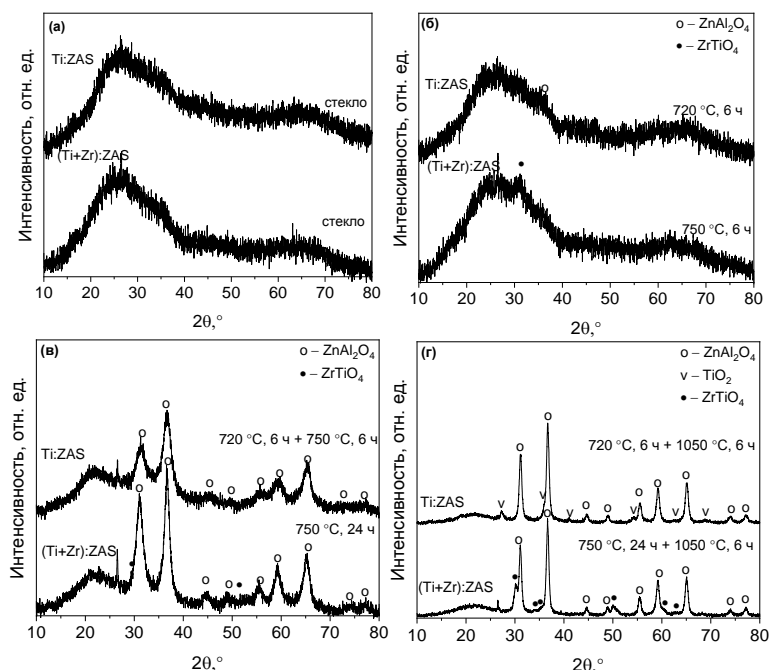 (а)
Ti:ZAS
стекло
(Ti+Zr):ZAS
стекло
Интенсивность, отн. ед.
10 20 30 40 50 60 70 80
2θ,°
(б)
o – ZnAl₂O₄
• – ZrTiO₄
Ti:ZAS
o
720 °C, 6 ч
(Ti+Zr):ZAS
•
750 °C, 6 ч
Интенсивность, отн. ед.
10 20 30 40 50 60 70 80
2θ,°
(в)
o – ZnAl₂O₄
• – ZrTiO₄
o
o
720 °C, 6 ч + 750 °C, 6 ч
Ti:ZAS
o o o o o o o
o
o
750 °C, 24 ч
(Ti+Zr):ZAS
• o o • o o o o o
Интенсивность, отн. ед.
10 20 30 40 50 60 70 80
2θ,°
(г)
o – ZnAl₂O₄
v – TiO₂
• – ZrTiO₄
o
o
720 °C, 6 ч + 1050 °C, 6 ч
Ti:ZAS
v v v o o v o o v o v o o
o
o
750 °C, 24 ч + 1050 °C, 6 ч
(Ti+Zr):ZAS
• • • o o • o o • • o o o
Интенсивность, отн. ед.
10 20 30 40 50 60 70 80
2θ,°